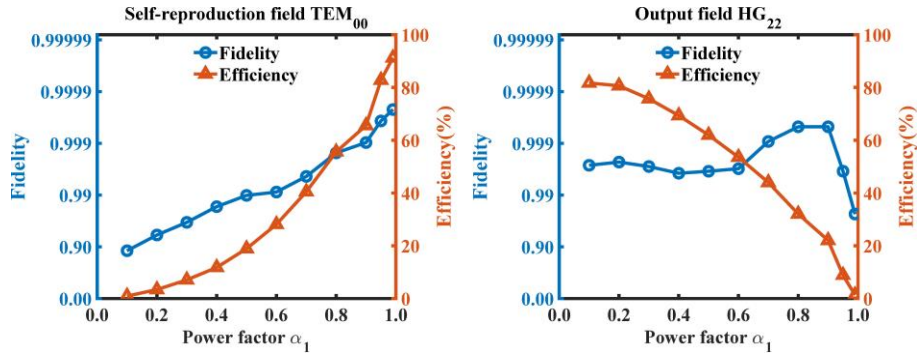 Self-reproduction field TEM00
0.99999
0.9999
0.999
0.99
0.90
0.00
Fidelity
Fidelity
Efficiency
100
80
60
40
20
0
Efficiency(%)
0.0 0.2 0.4 0.6 0.8 1.0
Power factor α1
Output field HG22
0.99999
0.9999
0.999
0.99
0.90
0.00
Fidelity
Fidelity
Efficiency
100
80
60
40
20
0
Efficiency(%)
0.0 0.2 0.4 0.6 0.8 1.0
Power factor α1